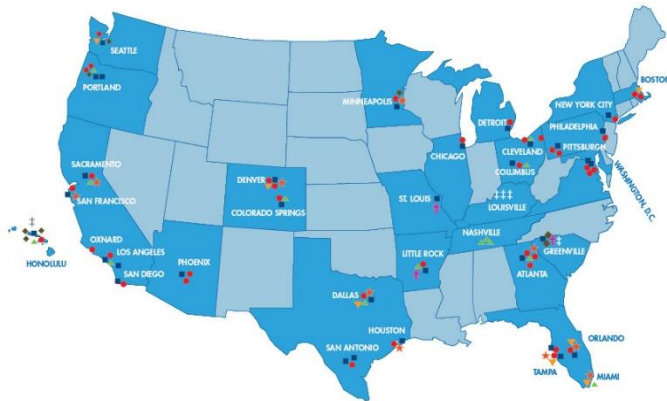 SEATTLE
PORTLAND
MINNEAPOLIS
BOSTON
NEW YORK CITY
DETROIT
PHILADELPHIA
CLEVELAND
PITTSBURGH
CHICAGO
COLUMBUS
WASHINGTON, D.C.
SACRAMENTO
SAN FRANCISCO
DENVER
COLORADO SPRINGS
ST. LOUIS
LOUISVILLE
OXNARD
LOS ANGELES
SAN DIEGO
PHOENIX
NASHVILLE
LITTLE ROCK
GREENVILLE
ATLANTA
HONOLULU
DALLAS
HOUSTON
SAN ANTONIO
ORLANDO
TAMPA
MIAMI